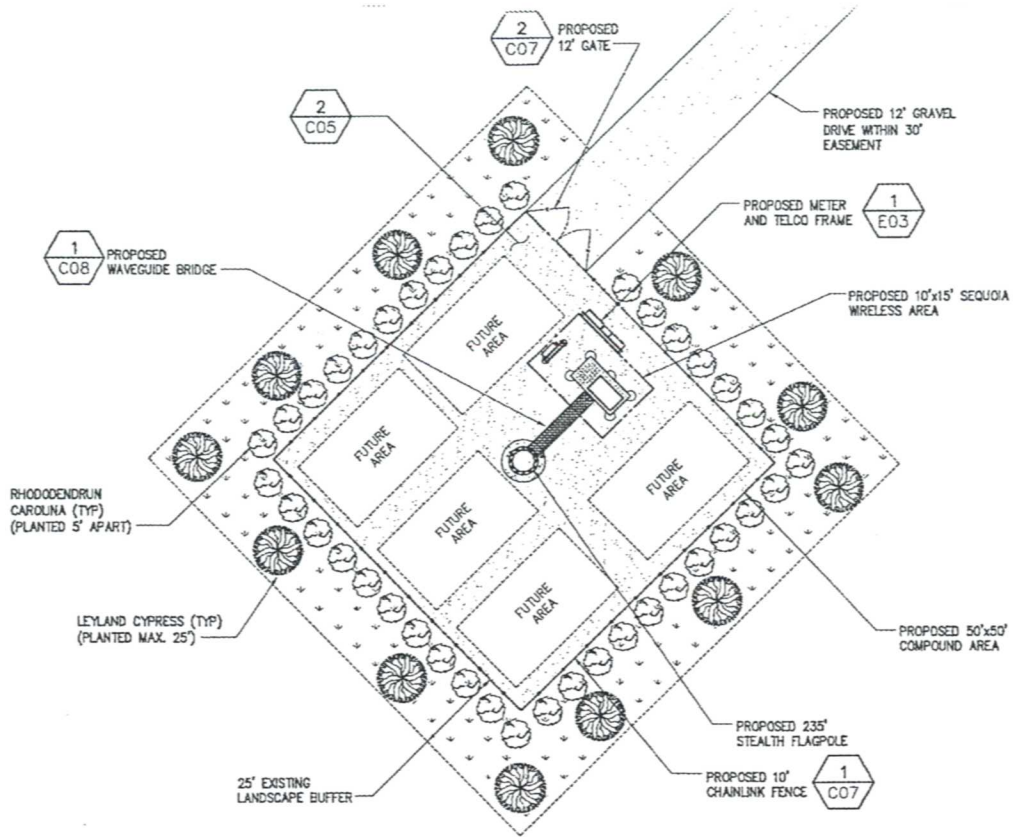 2
C07
PROPOSED
12' GATE
2
C05
PROPOSED 12' GRAVEL
DRIVE WITHIN 30'
EASEMENT
PROPOSED METER
AND TELCO FRAME
1
E03
1
C08
PROPOSED
WAVEGUIDE BRIDGE
PROPOSED 10'x15' SEQUOIA
WIRELESS AREA
FUTURE
AREA
FUTURE
AREA
FUTURE
AREA
FUTURE
AREA
FUTURE
AREA
RHODODENDRUN
CAROLINA (TYP)
(PLANTED 5' APART)
LEYLAND CYPRESS (TYP)
(PLANTED MAX. 25')
PROPOSED 50'x50'
COMPOUND AREA
PROPOSED 235'
STEALTH FLAGPOLE
25' EXISTING
LANDSCAPE BUFFER
PROPOSED 10'
CHAINLINK FENCE
1
C07